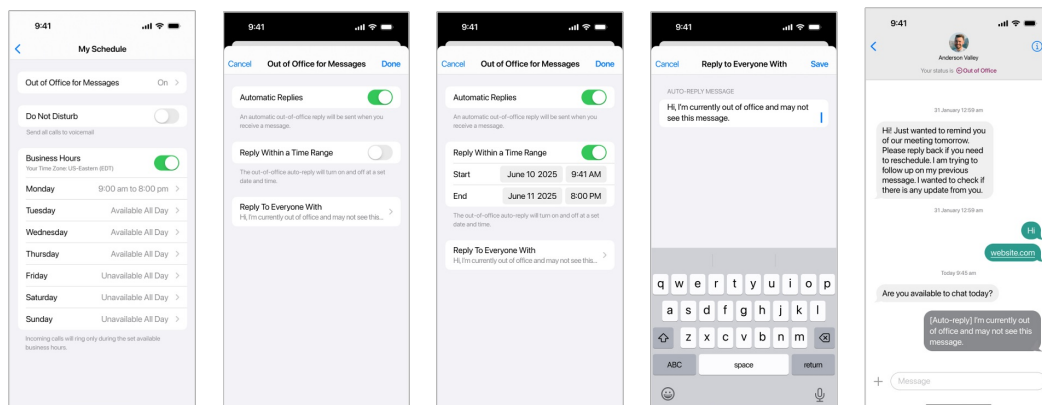 9:41
My Schedule
Out of Office for Messages On
Do Not Disturb
Send all calls to voicemail
Business Hours
Your Time Zone: US-Eastern (EDT)
Monday 9:00 am to 8:00 pm
Tuesday Available All Day
Wednesday Available All Day
Thursday Available All Day
Friday Unavailable All Day
Saturday Unavailable All Day
Sunday Unavailable All Day
Incoming calls will ring only during the set available
business hours.
9:41
Cancel Out of Office for Messages Done
Automatic Replies
An automatic out-of-office reply will be sent when you
receive a message.
Reply Within a Time Range
The out-of-office auto-reply will turn on and off at a set
date and time.
Reply To Everyone With
Hi, I'm currently out of office and may not see this...
9:41
Cancel Out of Office for Messages Done
Automatic Replies
An automatic out-of-office reply will be sent when you
receive a message.
Reply Within a Time Range
Start June 10 2025 9:41 AM
End June 11 2025 8:00 PM
The out-of-office auto-reply will turn on and off at a set
date and time.
Reply To Everyone With
Hi, I'm currently out of office and may not see this...
9:41
Cancel Reply to Everyone With Save
AUTO-REPLY MESSAGE
Hi, I'm currently out of office and may not
see this message.
q w e r t y u i o p
a s d f g h j k l
z x c v b n m
ABC space return
9:41
Anderson Valley
Your status is Out of Office
31 January 12:59 am
Hi! Just wanted to remind you
of our meeting tomorrow.
Please reply back if you need
to reschedule. I am trying to
follow up on my previous
message. I wanted to check if
there is any update from you.
31 January 12:59 am
Hi
website.com
Today 9:45 am
Are you available to chat today?
[Auto-reply] I'm currently out
of office and may not see this
message.
Message